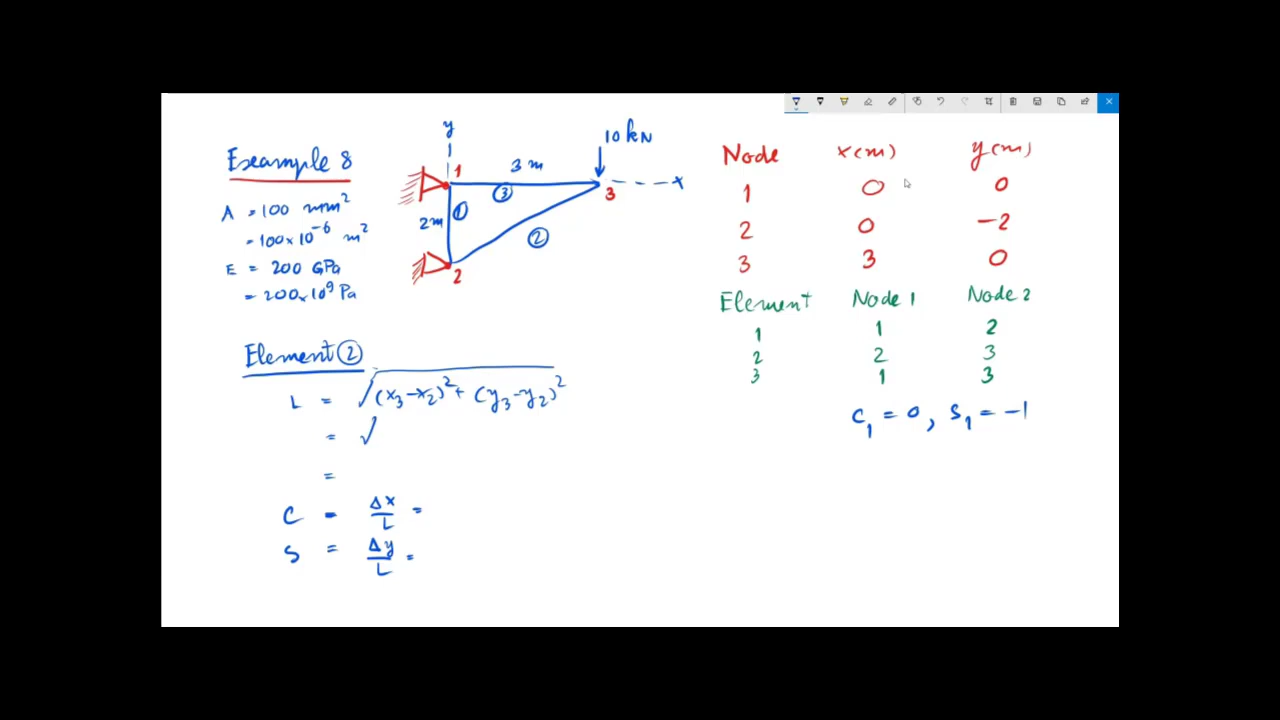 Example 8
A = 100 mm²
= 100 × 10⁻⁶ m²
E = 200 GPa
= 200 × 10⁹ Pa
y
10 kN
1
3 m
③
x
3
2m
①
②
2
Node x(m) y(m)
1 0 0
2 0 -2
3 3 0
Element Node 1 Node 2
1 1 2
2 2 3
3 1 3
C₁ = 0, S₁ = -1
Element ②
L = √(x₃-x₂)² + (y₃-y₂)²
= √
=
C = Δx/L =
S = Δy/L =